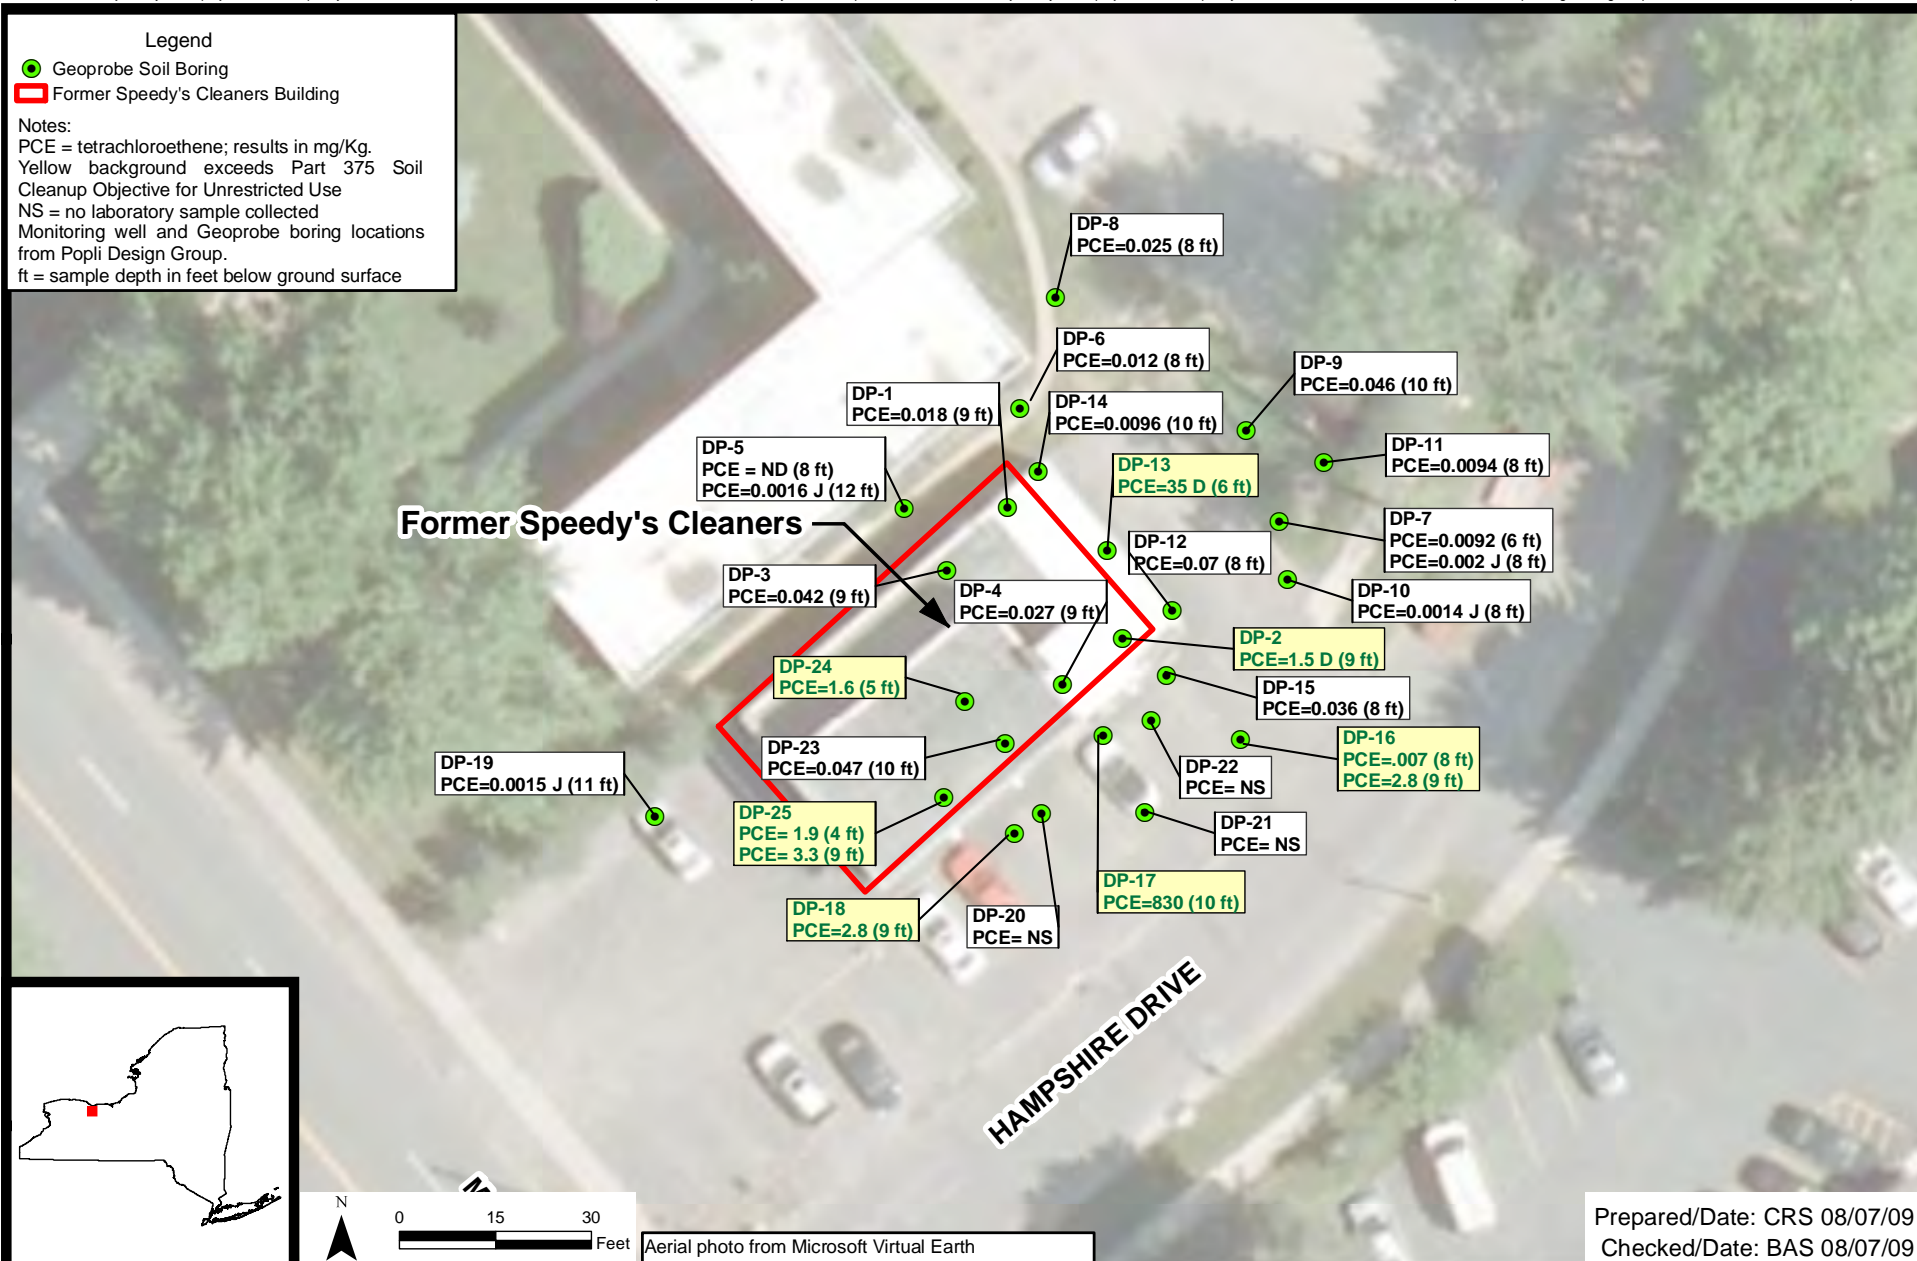 Legend
Geoprobe Soil Boring
Former Speedy's Cleaners Building
Notes:
PCE = tetrachloroethene; results in mg/Kg.
Yellow background exceeds Part 375 Soil
Cleanup Objective for Unrestricted Use
NS = no laboratory sample collected
Monitoring well and Geoprobe boring locations
from Popli Design Group.
ft = sample depth in feet below ground surface
DP-8
PCE=0.025 (8 ft)
DP-6
PCE=0.012 (8 ft)
DP-9
PCE=0.046 (10 ft)
DP-1
PCE=0.018 (9 ft)
DP-14
PCE=0.0096 (10 ft)
DP-5
PCE = ND (8 ft)
PCE=0.0016 J (12 ft)
DP-11
PCE=0.0094 (8 ft)
DP-13
PCE=35 D (6 ft)
Former Speedy's Cleaners
DP-7
PCE=0.0092 (6 ft)
PCE=0.002 J (8 ft)
DP-12
PCE=0.07 (8 ft)
DP-3
PCE=0.042 (9 ft)
DP-4
PCE=0.027 (9 ft)
DP-10
PCE=0.0014 J (8 ft)
DP-2
PCE=1.5 D (9 ft)
DP-24
PCE=1.6 (5 ft)
DP-15
PCE=0.036 (8 ft)
DP-16
PCE=.007 (8 ft)
PCE=2.8 (9 ft)
DP-23
PCE=0.047 (10 ft)
DP-19
PCE=0.0015 J (11 ft)
DP-22
PCE= NS
DP-25
PCE= 1.9 (4 ft)
PCE= 3.3 (9 ft)
DP-21
PCE= NS
DP-17
PCE=830 (10 ft)
DP-18
PCE=2.8 (9 ft)
DP-20
PCE= NS
HAMPSHIRE DRIVE
N
0 15 30
Feet
Aerial photo from Microsoft Virtual Earth
Prepared/Date: CRS 08/07/09
Checked/Date: BAS 08/07/09